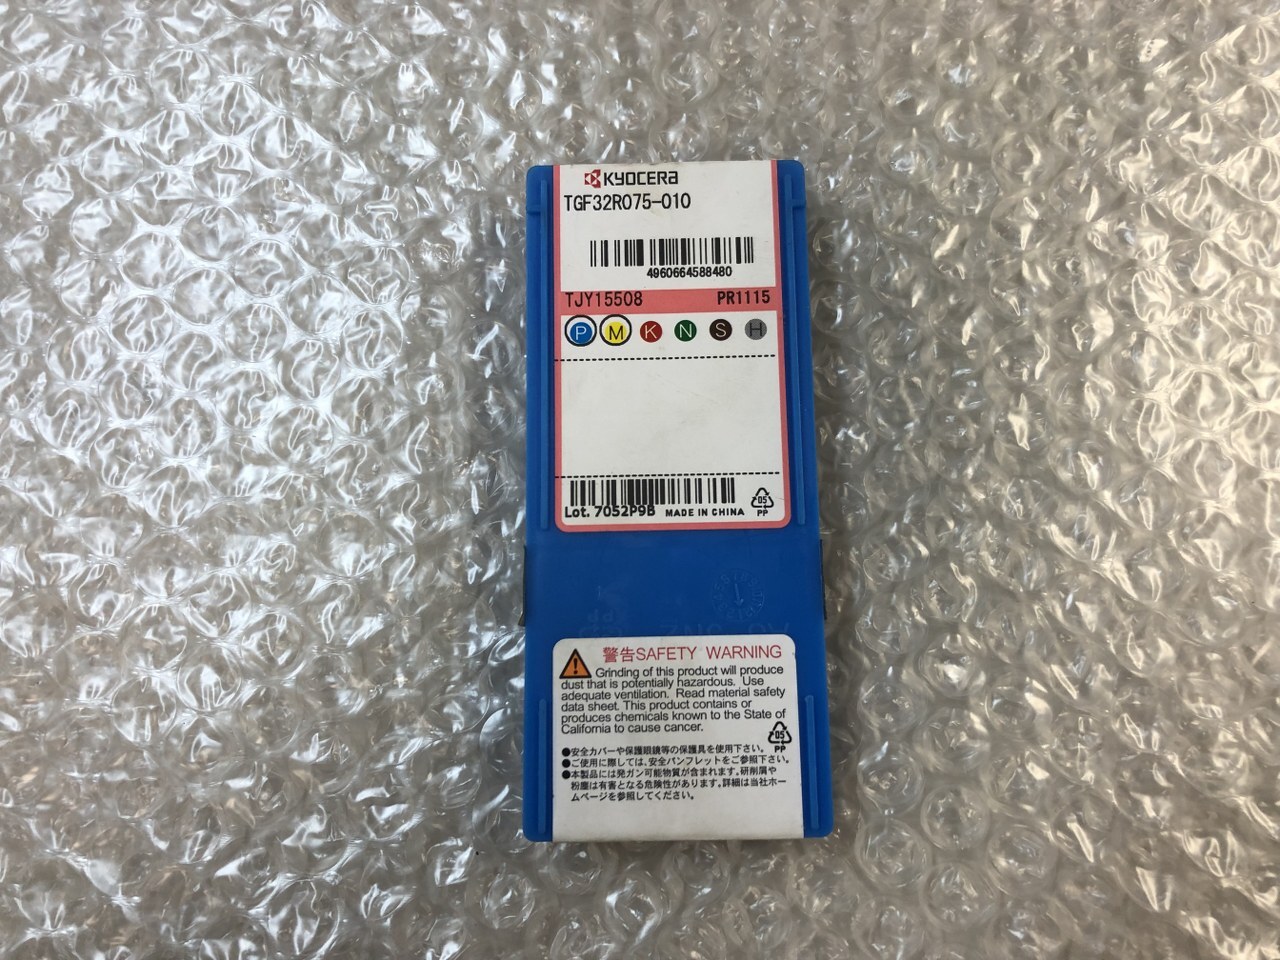 KYOCERA
TGF32R075-010
4960664588480
TJY15508 PR1115
P M K N S H
Lot. 7052P9B MADE IN CHINA
05
PP
警告SAFETY WARNING
Grinding of this product will produce
dust that is potentially hazardous. Use
adequate ventilation. Read material safety
data sheet. This product contains or
produces chemicals known to the State of
California to cause cancer.
05
PP
●安全カバーや保護眼鏡等の保護具を使用下さい。
●ご使用に際しては、安全パンフレットをご参照下さい。
●本製品には発ガン可能物質が含まれます。研削屑や
粉塵は有害となる危険性があります。詳細は当社ホー
ムページを参照してください。